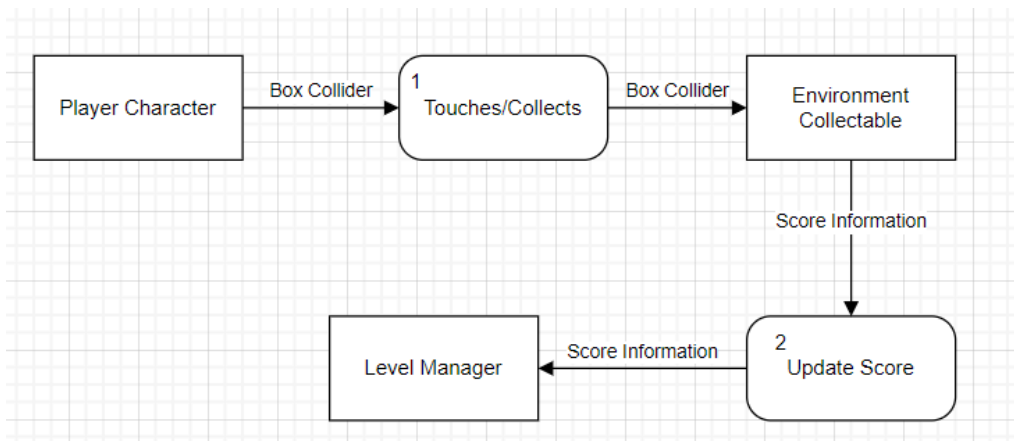 Player Character
Box Collider
1
Touches/Collects
Box Collider
Environment
Collectable
Score Information
Level Manager
Score Information
2
Update Score